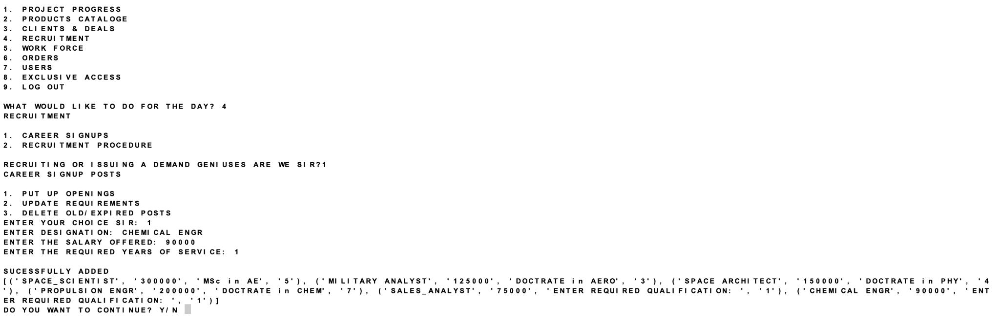 1. PROJECT PROGRESS
2. PRODUCTS CATALOGE
3. CLIENTS & DEALS
4. RECRUITMENT
5. WORK FORCE
6. ORDERS
7. USERS
8. EXCLUSIVE ACCESS
9. LOG OUT
WHAT WOULD LIKE TO DO FOR THE DAY? 4
RECRUITMENT
1. CAREER SIGNUPS
2. RECRUITMENT PROCEDURE
RECRUITING OR ISSUING A DEMAND GENIUSES ARE WE SIR?1
CAREER SIGNUP POSTS
1. PUT UP OPENINGS
2. UPDATE REQUIREMENTS
3. DELETE OLD/EXPIRED POSTS
ENTER YOUR CHOICE SIR: 1
ENTER DESIGNATION: CHEMICAL ENGR
ENTER THE SALARY OFFERED: 90000
ENTER THE REQUIRED YEARS OF SERVICE: 1
SUCESSFULLY ADDED
[('SPACE_SCIENTIST', '300000', 'MSc in AE', '5'), ('MILITARY ANALYST', '125000', 'DOCTRATE in AERO', '3'), ('SPACE ARCHITECT', '150000', 'DOCTRATE in PHY', '4
'), ('PROPULSION ENGR', '200000', 'DOCTRATE in CHEM', '7'), ('SALES_ANALYST', '75000', 'ENTER REQUIRED QUALIFICATION: ', '1'), ('CHEMICAL ENGR', '90000', 'ENT
ER REQUIRED QUALIFICATION: ', '1')]
DO YOU WANT TO CONTINUE? Y/N